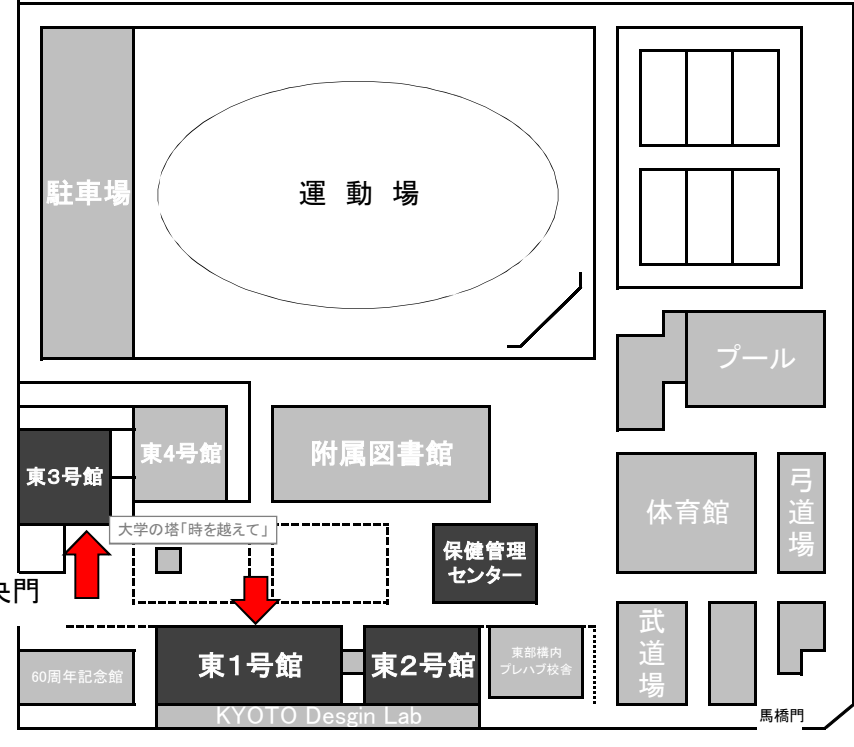 駐車場
運 動 場
プール
東4号館
附属図書館
東３号館
体育館
弓道場
大学の塔「時を越えて」
保健管理
センター
央門
武道場
東１号館
東２号館
東部構内
プレハブ校舎
60周年記念館
KYOTO Desgin Lab
馬橋門